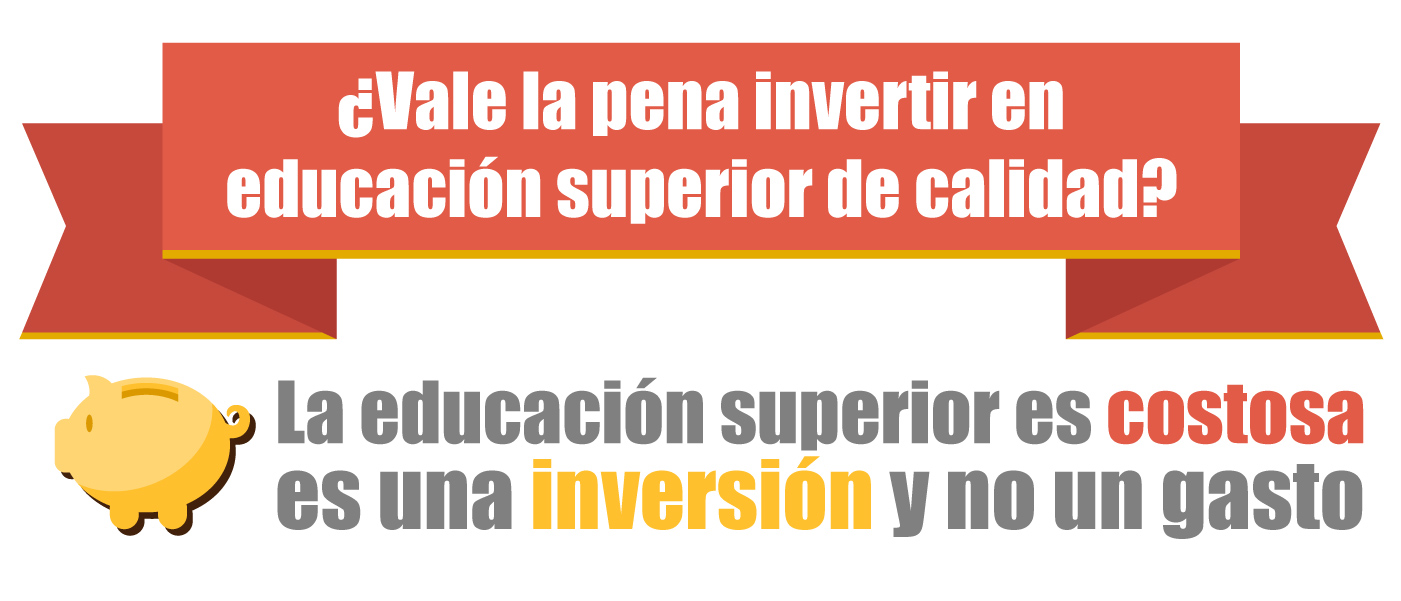 ¿Vale la pena invertir en
educación superior de calidad?
La educación superior es costosa
es una inversión y no un gasto